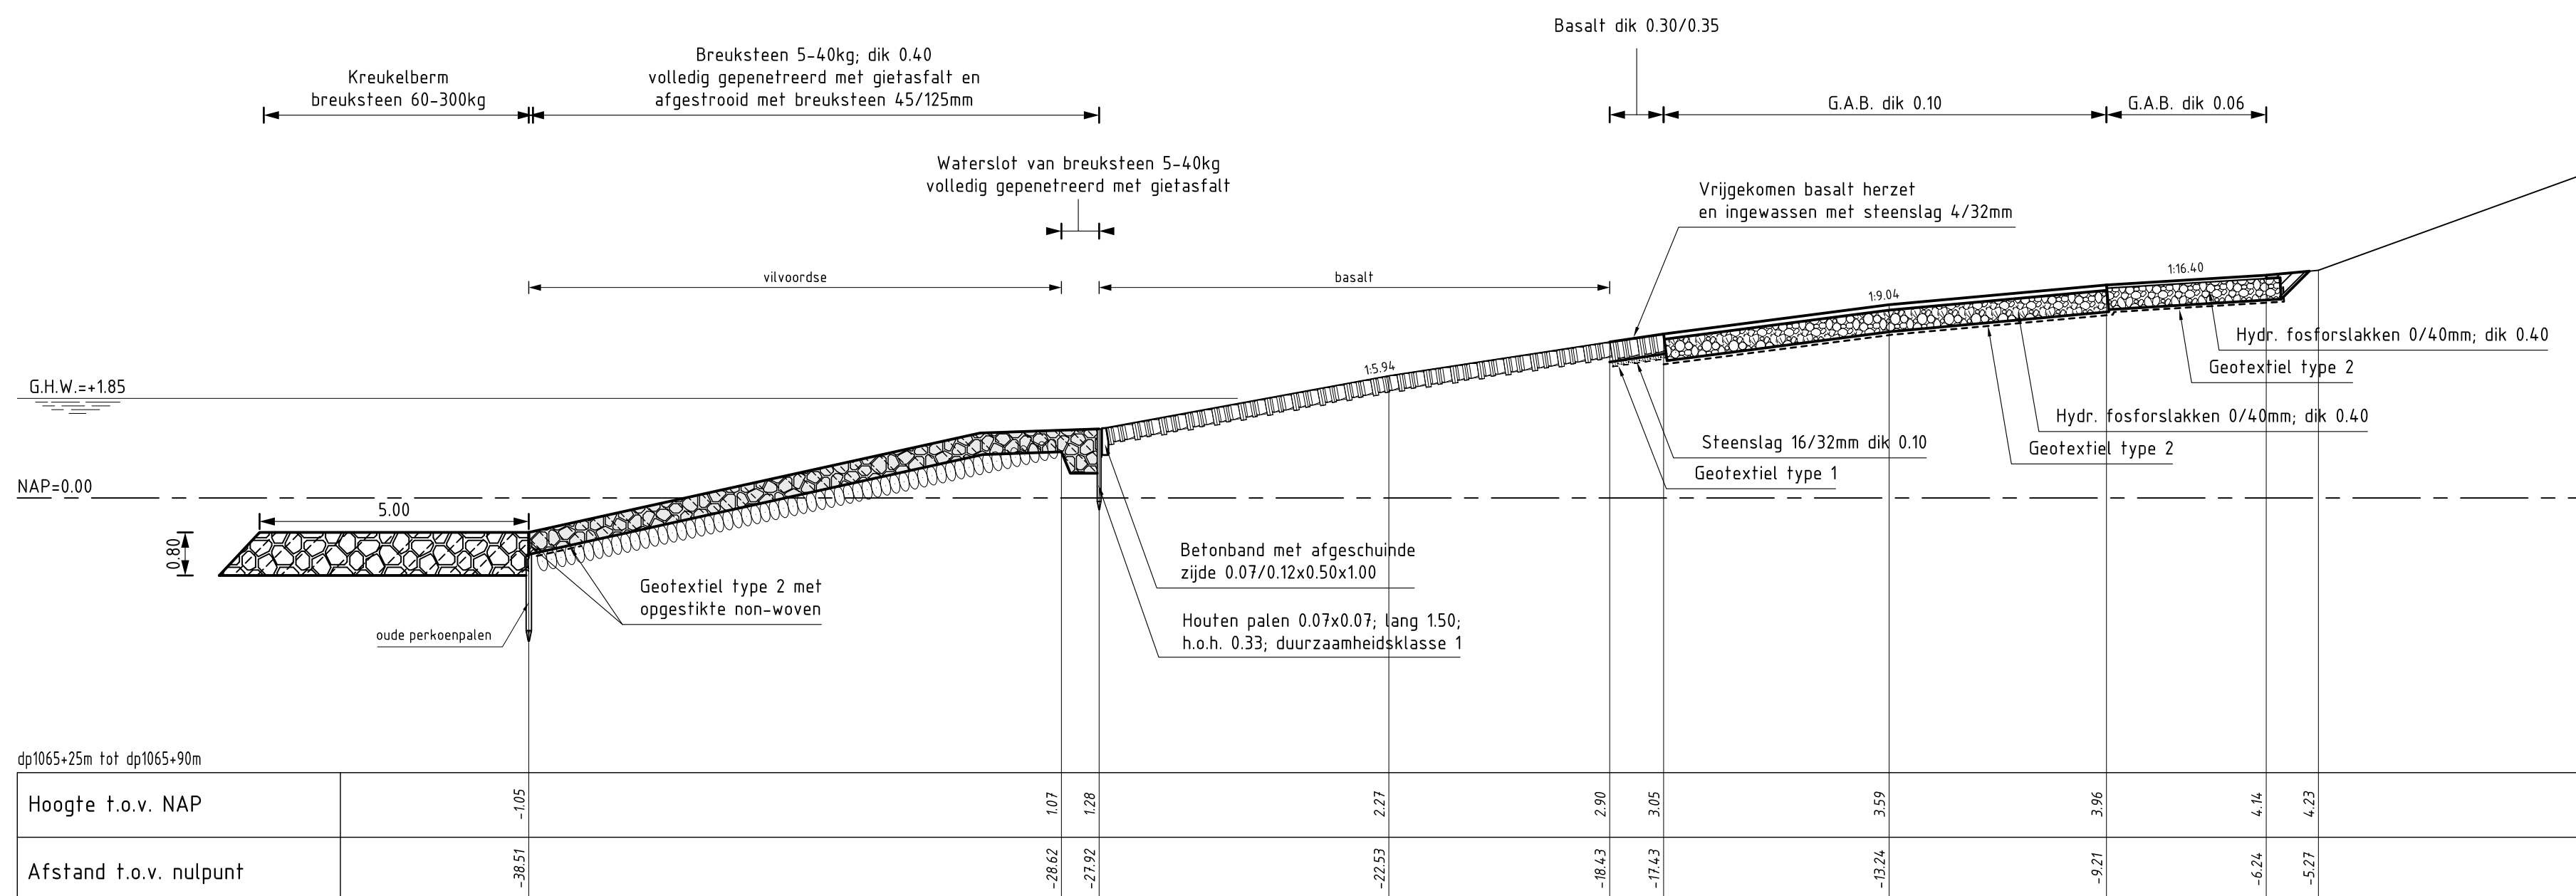 Basalt dik 0.30/0.35
Breuksteen 5-40kg; dik 0.40
volledig gepenetreerd met gietasfalt en
afgestrooid met breuksteen 45/125mm
Kreukelberm
breuksteen 60-300kg
G.A.B. dik 0.10
G.A.B. dik 0.06
Waterslot van breuksteen 5-40kg
volledig gepenetreerd met gietasfalt
Vrijgekomen basalt herzet
en ingewassen met steenslag 4/32mm
vilvoordse
basalt
1:16.40
1:9.04
1:5.94
Hydr. fosforslakken 0/40mm; dik 0.40
Geotextiel type 2
G.H.W.=+1.85
Hydr. fosforslakken 0/40mm; dik 0.40
Geotextiel type 2
Steenslag 16/32mm dik 0.10
Geotextiel type 1
NAP=0.00
5.00
0.80
Betonband met afgeschuinde
zijde 0.07/0.12x0.50x1.00
Geotextiel type 2 met
opgestikte non-woven
oude perkoenpalen
Houten palen 0.07x0.07; lang 1.50;
h.o.h. 0.33; duurzaamheidsklasse 1
dp1065+25m tot dp1065+90m
Hoogte t.o.v. NAP -1.05 1.07 1.28 2.27 2.90 3.05 3.59 3.96 4.14 4.23
Afstand t.o.v. nulpunt -38.51 -28.62 -27.92 -22.53 -18.43 -17.43 -13.24 -9.21 -6.24 -5.27